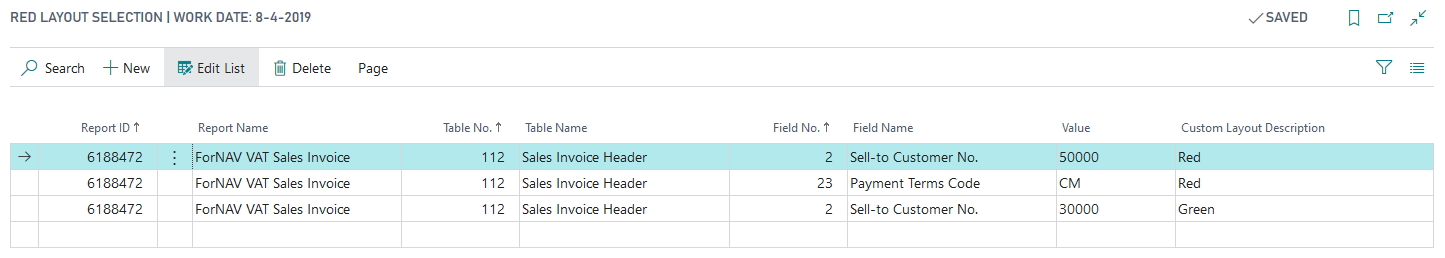 RED LAYOUT SELECTION | WORK DATE: 8-4-2019 SAVED
Search New Edit List Delete Page
Report ID ↑ Report Name Table No. ↑ Table Name Field No. ↑ Field Name Value Custom Layout Description
6188472 ForNAV VAT Sales Invoice 112 Sales Invoice Header 2 Sell-to Customer No. 50000 Red
6188472 ForNAV VAT Sales Invoice 112 Sales Invoice Header 23 Payment Terms Code CM Red
6188472 ForNAV VAT Sales Invoice 112 Sales Invoice Header 2 Sell-to Customer No. 30000 Green